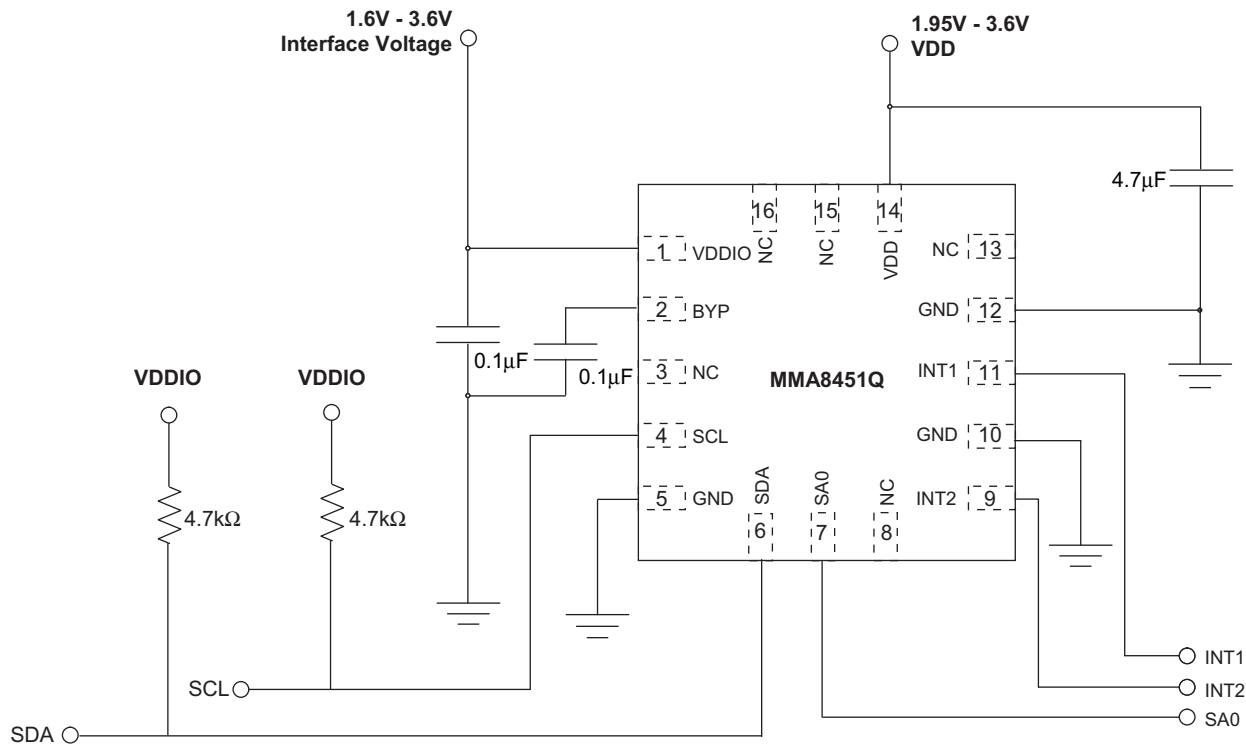 1.6V - 3.6V
Interface Voltage
1.95V - 3.6V
VDD
4.7μF
16
15
14
NC
NC
VDD
1
VDDIO
NC
13
2
BYP
GND
12
0.1μF
0.1μF
3
NC
MMA8451Q
INT1
11
VDDIO
VDDIO
4
SCL
GND
10
5
GND
SDA
SA0
NC
INT2
9
6
7
8
4.7kΩ
4.7kΩ
INT1
SCL
INT2
SA0
SDA